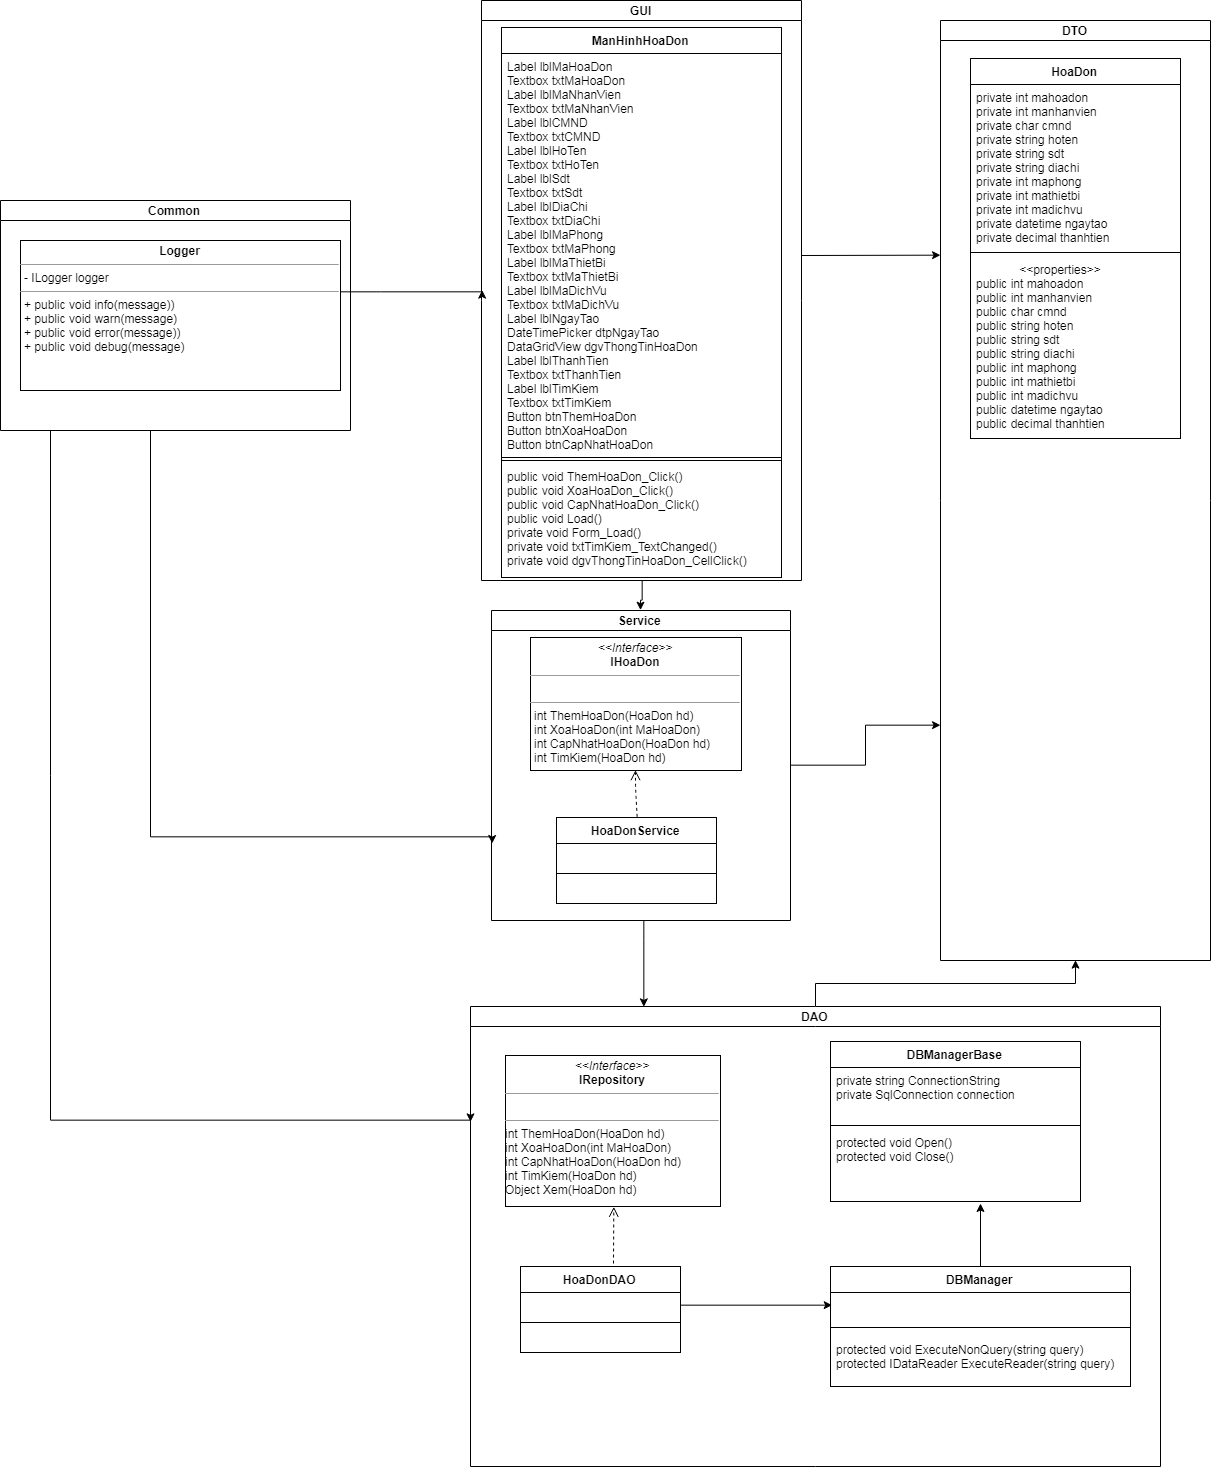 GUI
ManHinhHoaDon
Label lblMaHoaDon
Textbox txtMaHoaDon
Label lblMaNhanVien
Textbox txtMaNhanVien
Label lblCMND
Textbox txtCMND
Label lblHoTen
Textbox txtHoTen
Label lblSdt
Textbox txtSdt
Label lblDiaChi
Textbox txtDiaChi
Label lblMaPhong
Textbox txtMaPhong
Label lblMaThietBi
Textbox txtMaThietBi
Label lblMaDichVu
Textbox txtMaDichVu
Label lblNgayTao
DateTimePicker dtpNgayTao
DataGridView dgvThongTinHoaDon
Label lblThanhTien
Textbox txtThanhTien
Label lblTimKiem
Textbox txtTimKiem
Button btnThemHoaDon
Button btnXoaHoaDon
Button btnCapNhatHoaDon
public void ThemHoaDon_Click()
public void XoaHoaDon_Click()
public void CapNhatHoaDon_Click()
public void Load()
private void Form_Load()
private void txtTimKiem_TextChanged()
private void dgvThongTinHoaDon_CellClick()
DTO
HoaDon
private int mahoadon
private int manhanvien
private char cmnd
private string hoten
private string sdt
private string diachi
private int maphong
private int mathietbi
private int madichvu
private datetime ngaytao
private decimal thanhtien
<<properties>>
public int mahoadon
public int manhanvien
public char cmnd
public string hoten
public string sdt
public string diachi
public int maphong
public int mathietbi
public int madichvu
public datetime ngaytao
public decimal thanhtien
Common
Logger
- ILogger logger
+ public void info(message))
+ public void warn(message)
+ public void error(message))
+ public void debug(message)
Service
<<Interface>>
IHoaDon
int ThemHoaDon(HoaDon hd)
int XoaHoaDon(int MaHoaDon)
int CapNhatHoaDon(HoaDon hd)
int TimKiem(HoaDon hd)
HoaDonService
DAO
<<Interface>>
IRepository
int ThemHoaDon(HoaDon hd)
int XoaHoaDon(int MaHoaDon)
int CapNhatHoaDon(HoaDon hd)
int TimKiem(HoaDon hd)
Object Xem(HoaDon hd)
DBManagerBase
private string ConnectionString
private SqlConnection connection
protected void Open()
protected void Close()
HoaDonDAO
DBManager
protected void ExecuteNonQuery(string query)
protected IDataReader ExecuteReader(string query)